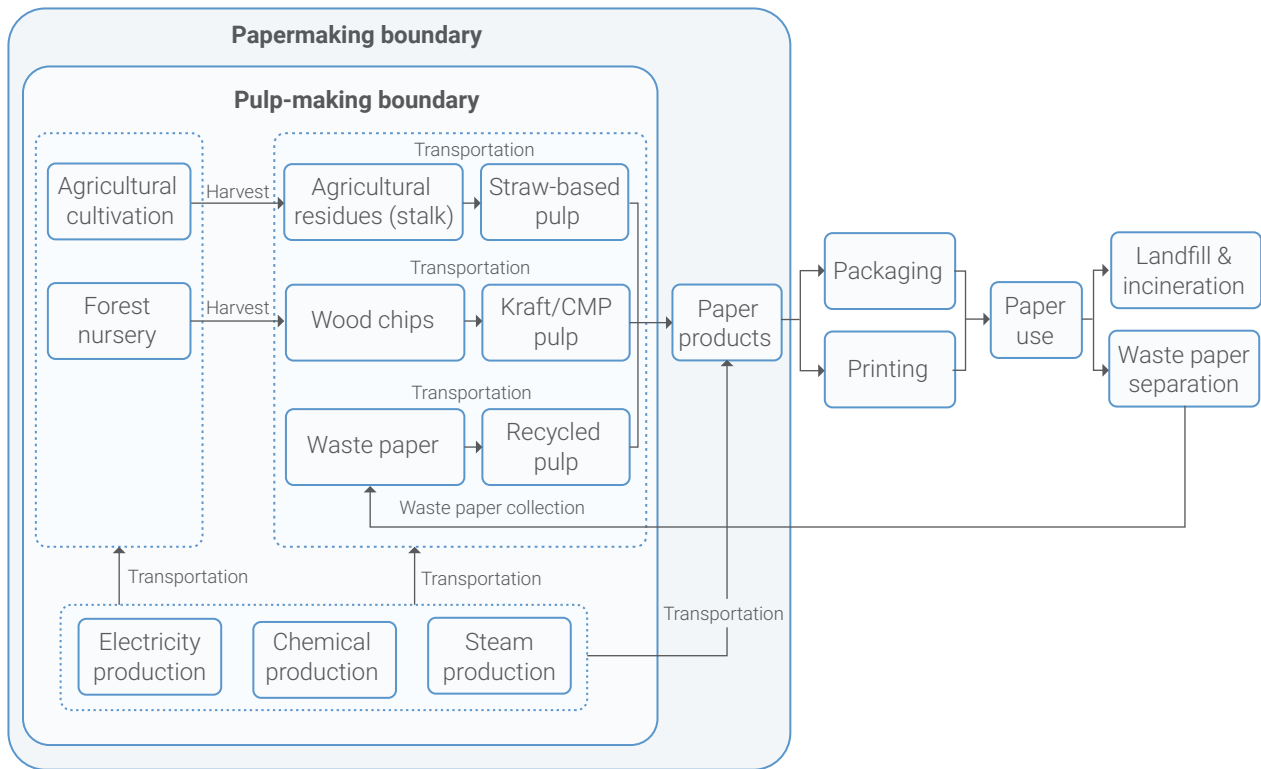 Papermaking boundary
Pulp-making boundary
Transportation
Agricultural
cultivation
Harvest
Agricultural
residues (stalk)
Straw-based
pulp
Transportation
Forest
nursery
Harvest
Wood chips
Kraft/CMP
pulp
Paper
products
Packaging
Printing
Paper
use
Landfill &
incineration
Waste paper
separation
Transportation
Waste paper
Recycled
pulp
Waste paper collection
Transportation
Transportation
Transportation
Electricity
production
Chemical
production
Steam
production